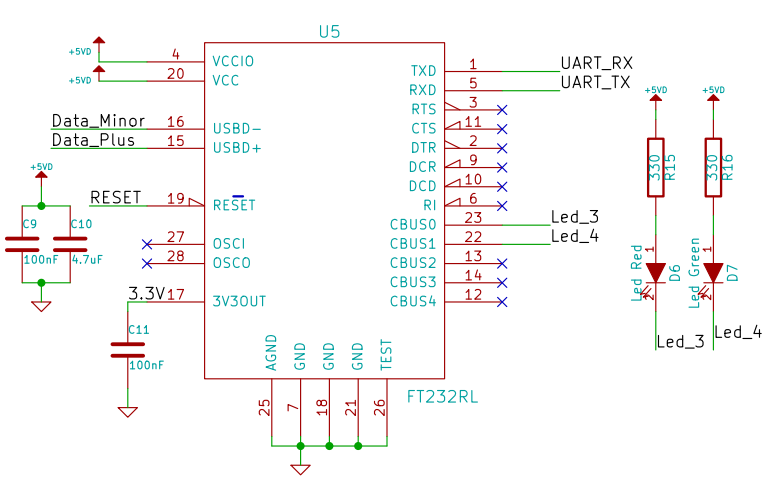 U5
+5VD
4 VCCIO
+5VD
20 VCC
Data_Minor 16 USBD-
Data_Plus 15 USBD+
+5VD
RESET 19 RESET
C9
100nF
C10
4.7uF
27 OSCI
28 OSCO
3.3V 17 3V3OUT
C11
100nF
TXD 1 UART_RX
RXD 5 UART_TX
RTS 3
CTS 11
DTR 2
DCR 9
DCD 10
RI 6
CBUS0 23 Led_3
CBUS1 22 Led_4
CBUS2 13
CBUS3 14
CBUS4 12
AGND
GND
GND
GND
TEST
25
7
18
21
26
FT232RL
+5VD
330
R15
1
Led Red
D6
2
Led_3
+5VD
330
R16
1
Led Green
D7
2
Led_4